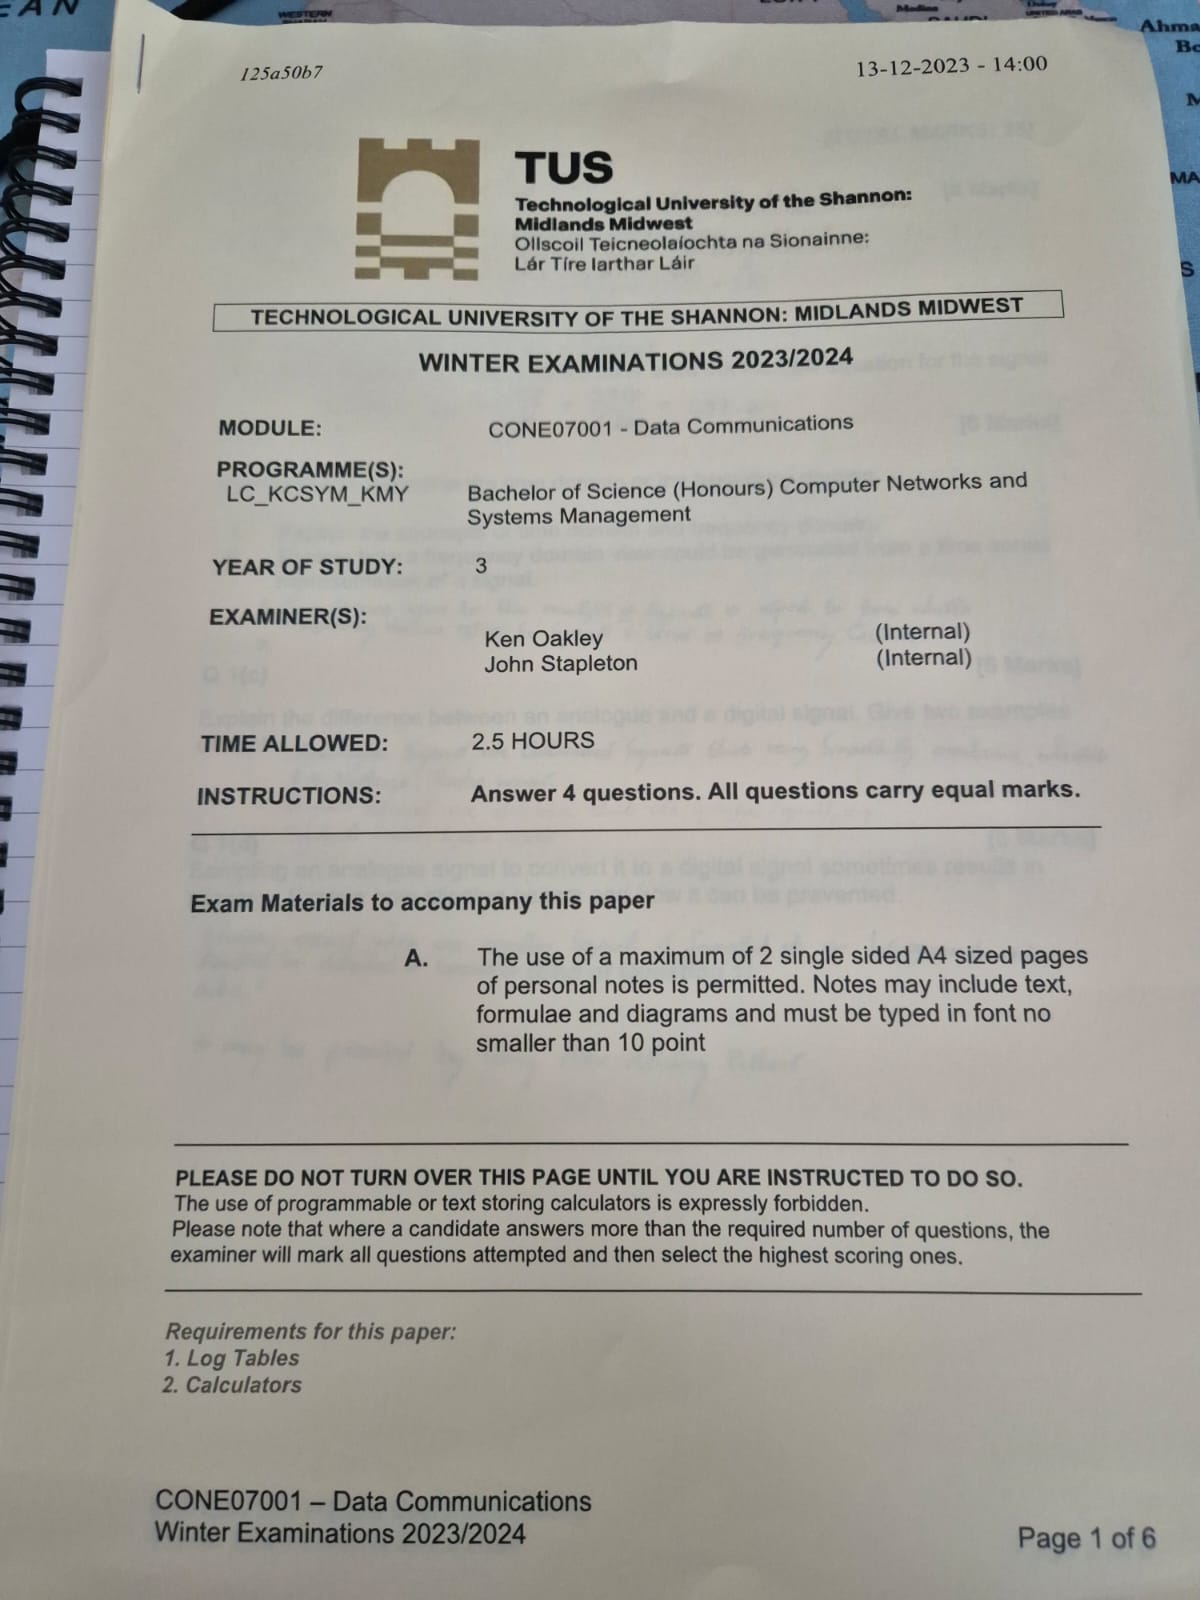 EAN
WESTERN
Medina
SAUDI
UNITED ARAB
Ahma
125a50b7
13-12-2023 - 14:00
TUS
Technological University of the Shannon:
Midlands Midwest
Ollscoil Teicneolaíochta na Sionainne:
Lár Tíre Iarthar Láir
TECHNOLOGICAL UNIVERSITY OF THE SHANNON: MIDLANDS MIDWEST
WINTER EXAMINATIONS 2023/2024
MODULE: CONE07001 - Data Communications
PROGRAMME(S):
LC_KCSYM_KMY Bachelor of Science (Honours) Computer Networks and
Systems Management
YEAR OF STUDY: 3
EXAMINER(S):
Ken Oakley (Internal)
John Stapleton (Internal)
TIME ALLOWED: 2.5 HOURS
INSTRUCTIONS: Answer 4 questions. All questions carry equal marks.
Exam Materials to accompany this paper
A. The use of a maximum of 2 single sided A4 sized pages
of personal notes is permitted. Notes may include text,
formulae and diagrams and must be typed in font no
smaller than 10 point
PLEASE DO NOT TURN OVER THIS PAGE UNTIL YOU ARE INSTRUCTED TO DO SO.
The use of programmable or text storing calculators is expressly forbidden.
Please note that where a candidate answers more than the required number of questions, the
examiner will mark all questions attempted and then select the highest scoring ones.
Requirements for this paper:
1. Log Tables
2. Calculators
CONE07001 – Data Communications
Winter Examinations 2023/2024
Page 1 of 6